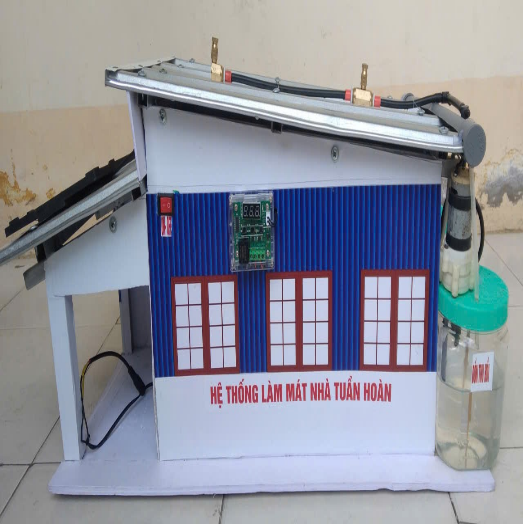 HỆ THỐNG LÀM MÁT NHÀ TUẦN HOÀN